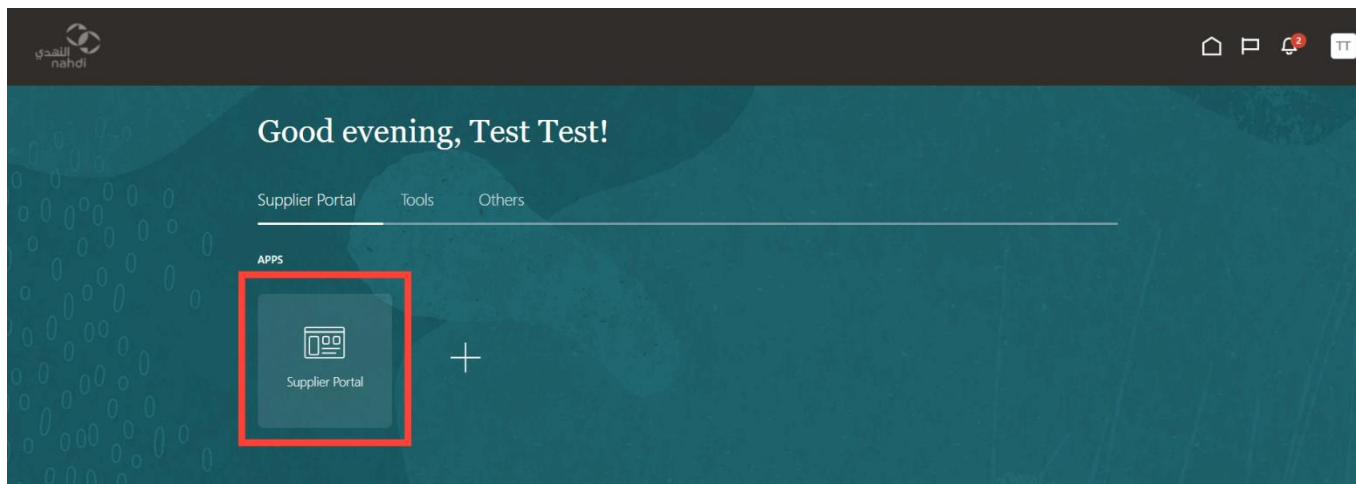 النهدي
nahdi
2
TT
Good evening, Test Test!
Supplier Portal Tools Others
APPS
Supplier Portal